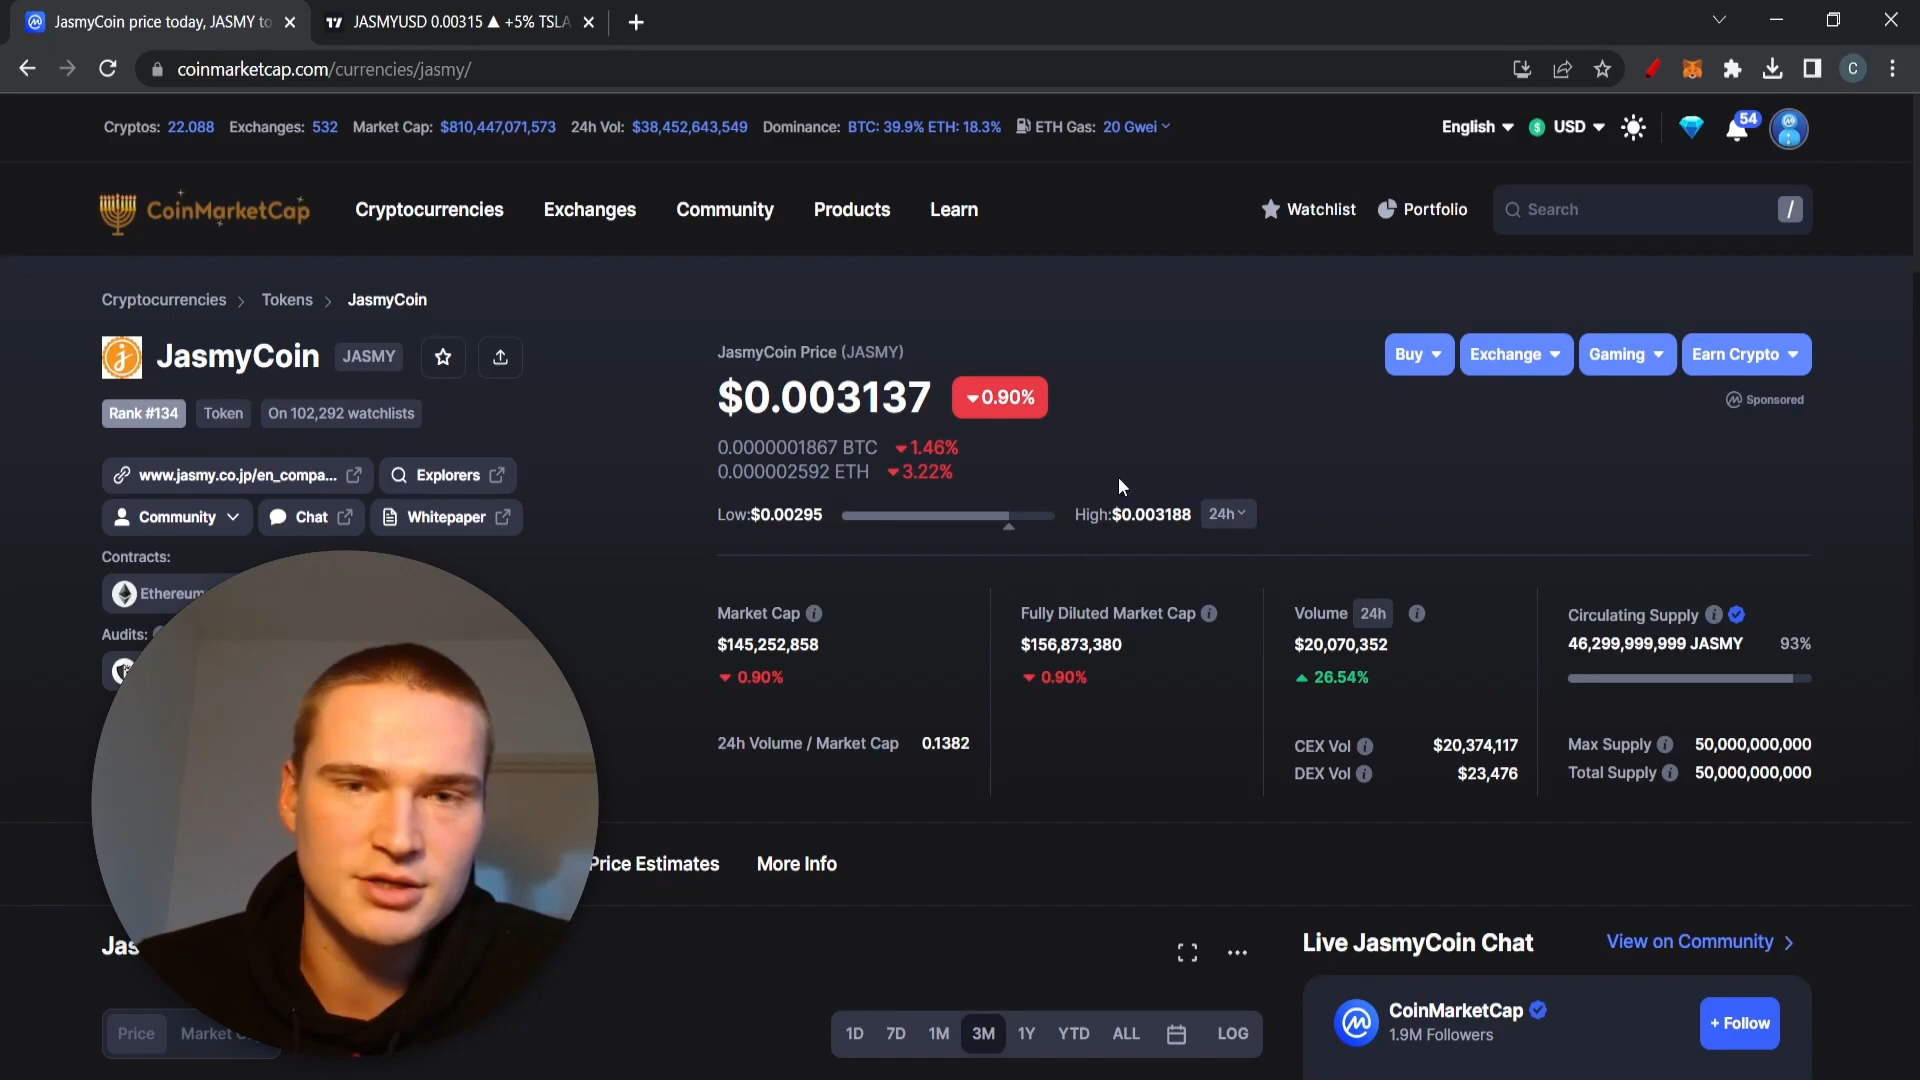 JasmyCoin price today, JASMY to
JASMYUSD 0.00315 ▲ +5% TSLA
coinmarketcap.com/currencies/jasmy/
C
Cryptos: 22.088 Exchanges: 532 Market Cap: $810,447,071,573 24h Vol: $38,452,643,549 Dominance: BTC: 39.9% ETH: 18.3% ETH Gas: 20 Gwei
English USD 54
CoinMarketCap Cryptocurrencies Exchanges Community Products Learn Watchlist Portfolio Search /
Cryptocurrencies > Tokens > JasmyCoin
JasmyCoin JASMY
Rank #134 Token On 102,292 watchlists
www.jasmy.co.jp/en_compa... Explorers
Community Chat Whitepaper
Contracts:
Ethereum
Audits:
JasmyCoin Price (JASMY)
$0.003137 0.90%
0.0000001867 BTC 1.46%
0.000002592 ETH 3.22%
Low:$0.00295 High:$0.003188 24h
Buy Exchange Gaming Earn Crypto
Sponsored
Market Cap
$145,252,858
0.90%
24h Volume / Market Cap 0.1382
Fully Diluted Market Cap
$156,873,380
0.90%
Volume 24h
$20,070,352
26.54%
CEX Vol $20,374,117
DEX Vol $23,476
Circulating Supply
46,299,999,999 JASMY 93%
Max Supply 50,000,000,000
Total Supply 50,000,000,000
Price Estimates More Info
Jas
Price Market
1D 7D 1M 3M 1Y YTD ALL LOG
Live JasmyCoin Chat View on Community >
CoinMarketCap
1.9M Followers
+ Follow